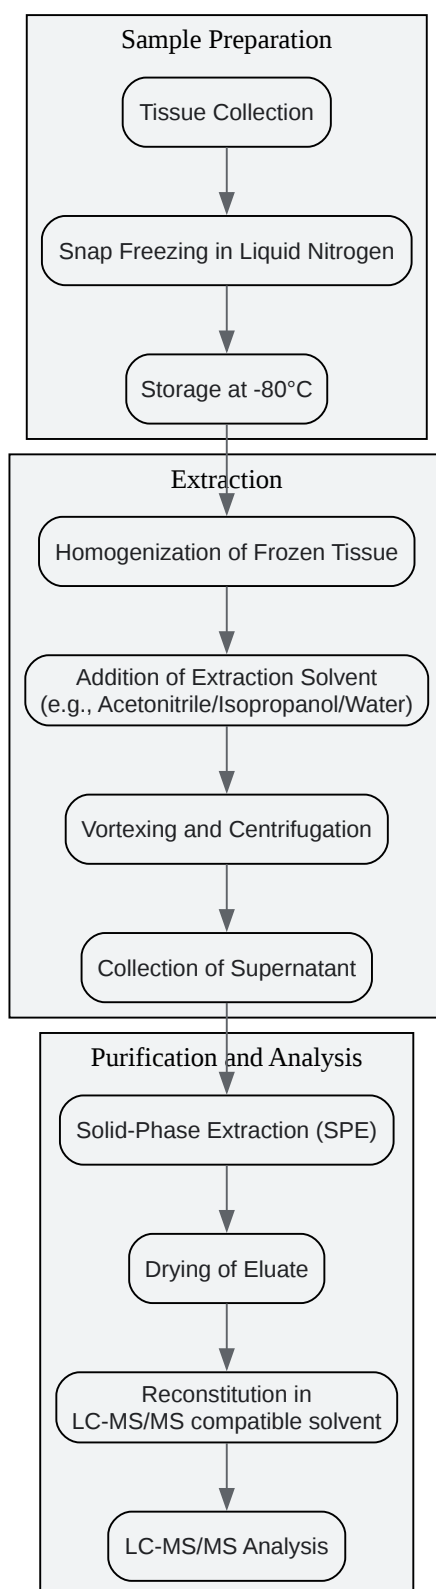 Sample Preparation
Tissue Collection
Snap Freezing in Liquid Nitrogen
Storage at -80°C
Extraction
Homogenization of Frozen Tissue
Addition of Extraction Solvent
(e.g., Acetonitrile/Isopropanol/Water)
Vortexing and Centrifugation
Collection of Supernatant
Purification and Analysis
Solid-Phase Extraction (SPE)
Drying of Eluate
Reconstitution in
LC-MS/MS compatible solvent
LC-MS/MS Analysis